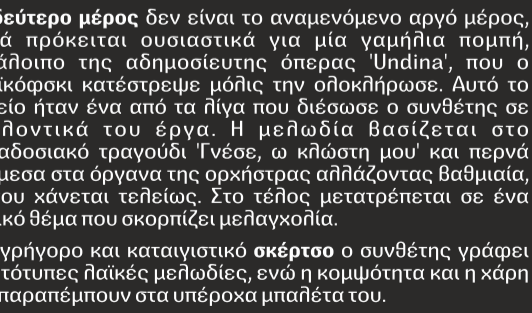 δεύτερο μέρος δεν είναι το αναμενόμενο αργό μέρος,
ά πρόκειται ουσιαστικά για μία γαμήλια πομπή,
άλοιπο της αδημοσίευτης όπερας 'Undina', που ο
ϊκόφσκι κατέστρεψε μόλις την ολοκλήρωσε. Αυτό το
είο ήταν ένα από τα λίγα που διέσωσε ο συνθέτης σε
λοντικά του έργα. Η μελωδία βασίζεται στο
αδοσιακό τραγούδι 'Γνέσε, ω κλώστη μου' και περνά
μεσα στα όργανα της ορχήστρας αλλάζοντας βαθμιαία,
ου χάνεται τελείως. Στο τέλος μετατρέπεται σε ένα
ικό θέμα που σκορπίζει μελαγχολία.
γρήγορο και καταιγιστικό σκέρτσο ο συνθέτης γράφει
τότυπες λαϊκές μελωδίες, ενώ η κομψότητα και η χάρη
παραπέμπουν στα υπέροχα μπαλέτα του.